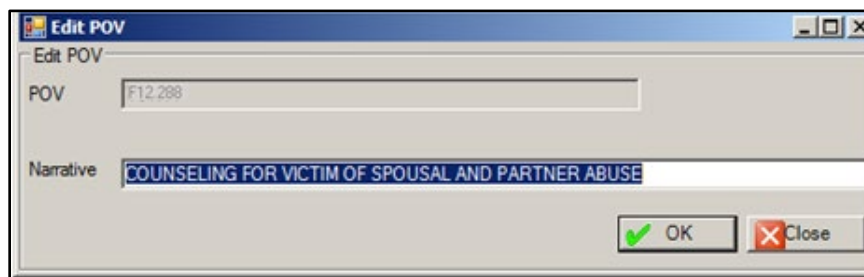 Edit POV
Edit POV
POV F12.288
Narrative COUNSELING FOR VICTIM OF SPOUSAL AND PARTNER ABUSE
OK Close